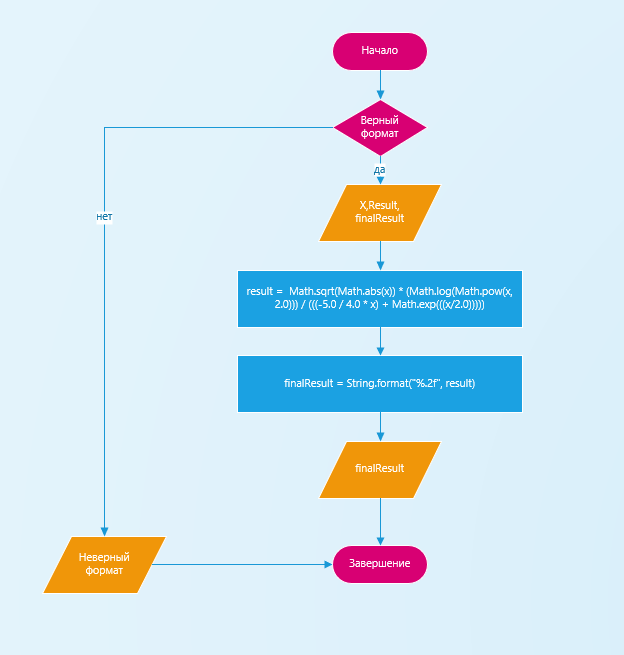 Начало
Верный
формат
да
нет
X,Result,
finalResult
result =  Math.sqrt(Math.abs(x)) * (Math.log(Math.pow(x,
2.0))) / (((-5.0 / 4.0 * x) + Math.exp(((x/2.0)))))
finalResult = String.format("%.2f", result)
finalResult
Неверный
формат
Завершение